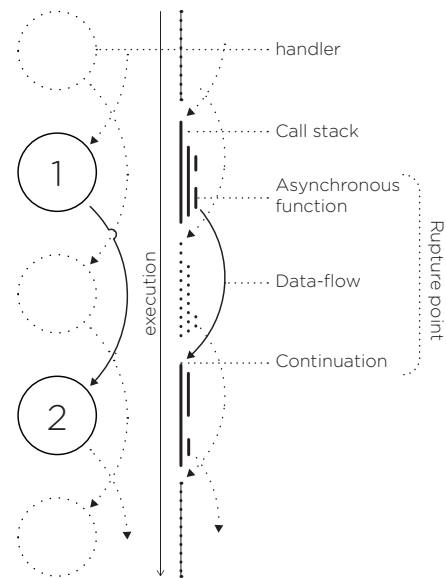 handler
Call stack
1
Asynchronous
function
Rupture point
execution
Data-flow
Continuation
2